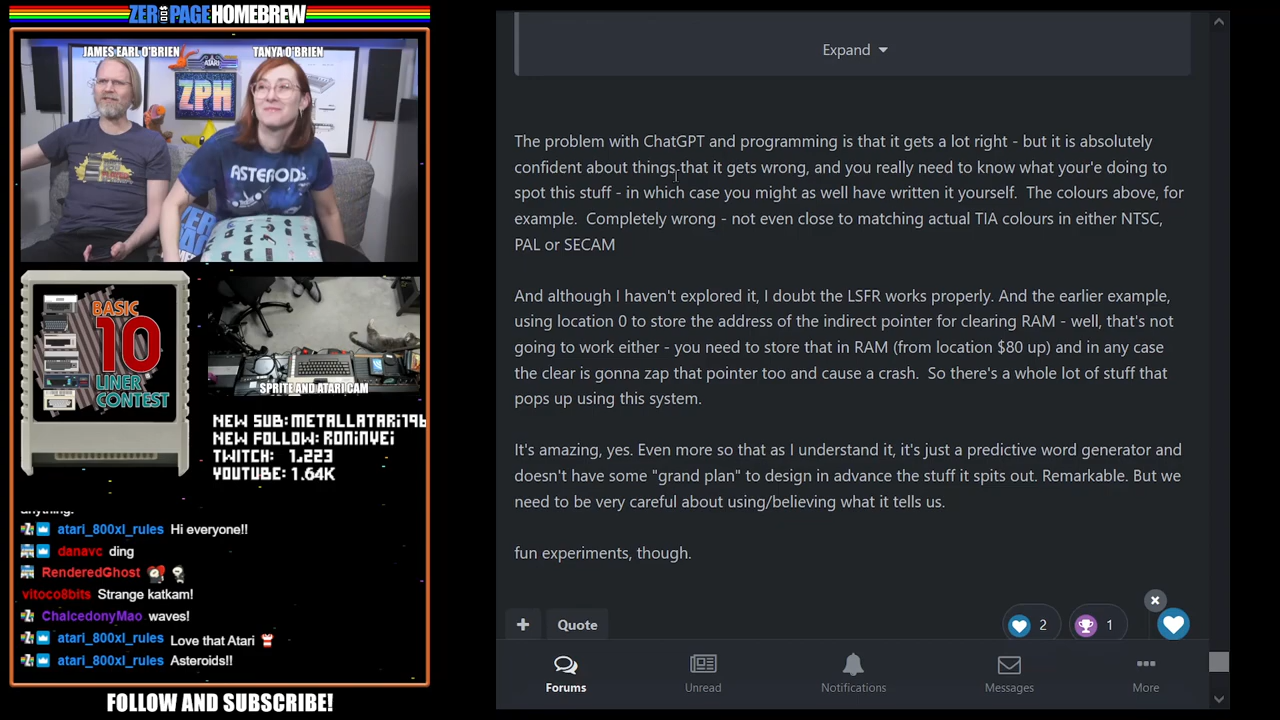 ZEROPAGE HOMEBREW
JAMES EARL O'BRIEN
TANYA O'BRIEN
ATARI
ZPH
ASTEROIDS
BASIC
10
LINER
CONTEST
SPRITE AND ATARI CAM
NEW SUB:METALLATARI196
NEW FOLLOW:RONINVEI
TWITCH: 1,223
YOUTUBE: 1.64K
anything.
atari_800xl_rules Hi everyone!!
danavc ding
RenderedGhost
vitoco8bits Strange katkam!
ChalcedonyMao waves!
atari_800xl_rules Love that Atari
atari_800xl_rules Asteroids!!
FOLLOW AND SUBSCRIBE!
Expand
The problem with ChatGPT and programming is that it gets a lot right - but it is absolutely
confident about things that it gets wrong, and you really need to know what your'e doing to
spot this stuff - in which case you might as well have written it yourself. The colours above, for
example. Completely wrong - not even close to matching actual TIA colours in either NTSC,
PAL or SECAM
And although I haven't explored it, I doubt the LSFR works properly. And the earlier example,
using location 0 to store the address of the indirect pointer for clearing RAM - well, that's not
going to work either - you need to store that in RAM (from location $80 up) and in any case
the clear is gonna zap that pointer too and cause a crash. So there's a whole lot of stuff that
pops up using this system.
It's amazing, yes. Even more so that as I understand it, it's just a predictive word generator and
doesn't have some "grand plan" to design in advance the stuff it spits out. Remarkable. But we
need to be very careful about using/believing what it tells us.
fun experiments, though.
+ Quote
2
1
Forums
Unread
Notifications
Messages
More